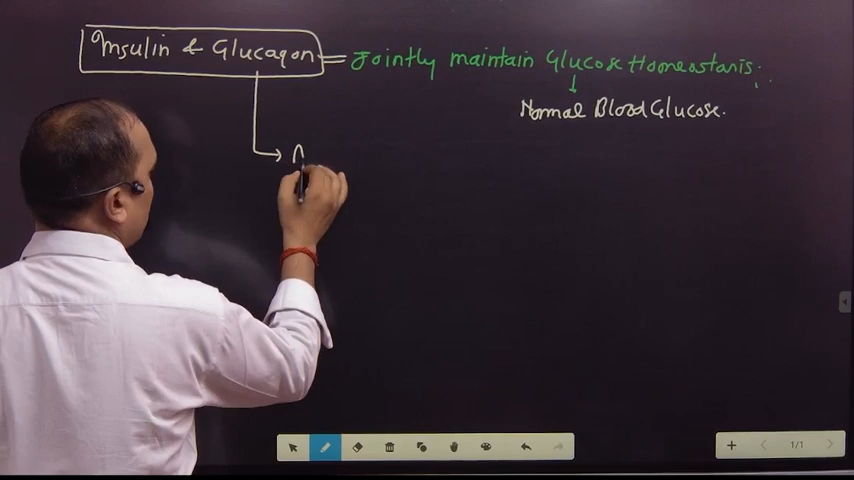 Insulin & Glucagon = Jointly maintain Glucose Homeostasis.
Normal Blood Glucose.
1/1